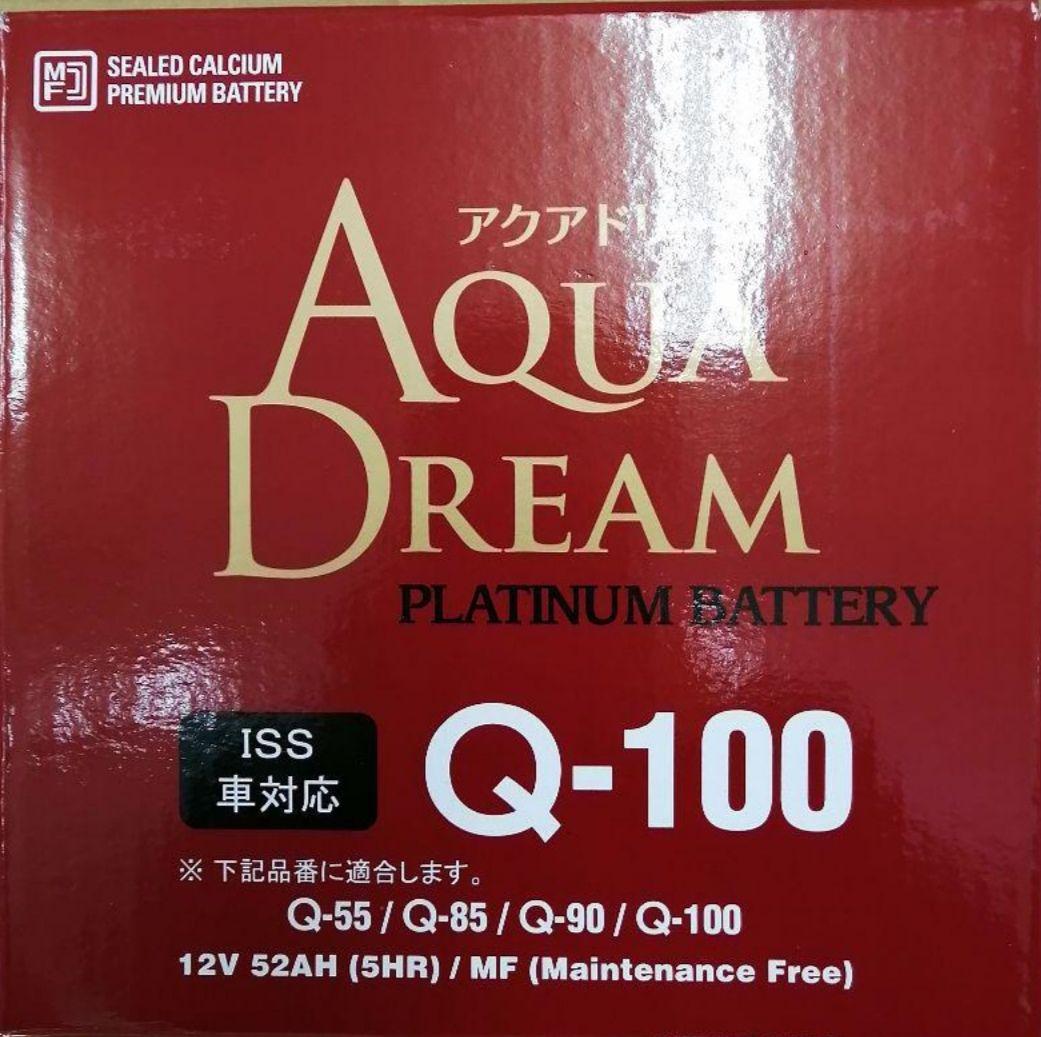 MF
SEALED CALCIUM
PREMIUM BATTERY
アクアドリ
AQUA
DREAM
PLATINUM BATTERY
ISS
車対応
Q-100
※ 下記品番に適合します。
Q-55 / Q-85 / Q-90 / Q-100
12V 52AH (5HR) / MF (Maintenance Free)